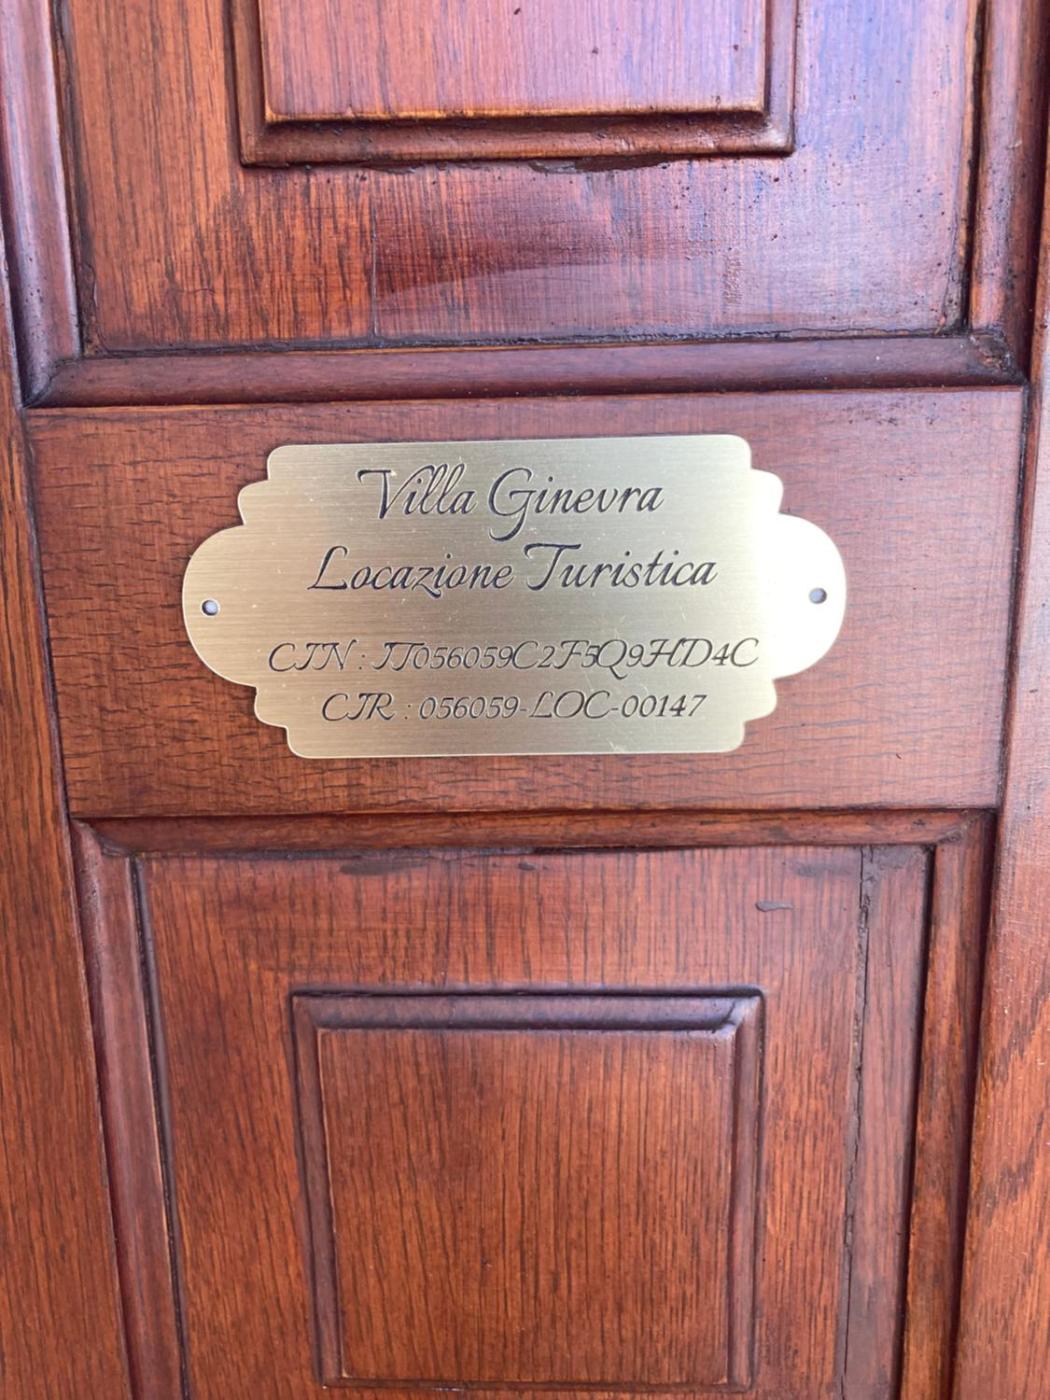 Villa Ginevra
Locazione Turistica
CIN : IT056059C2F5Q9HD4C
CIR : 056059-LOC-00147